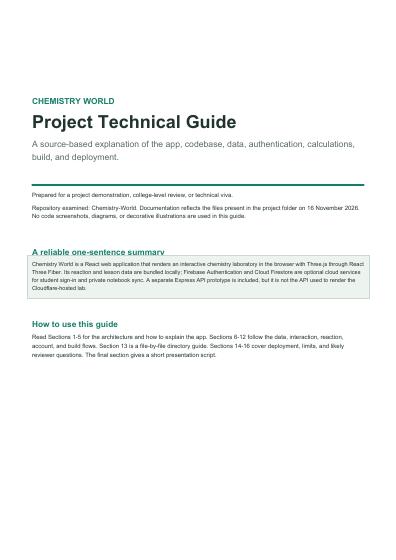 CHEMISTRY WORLD
Project Technical Guide
A source-based explanation of the app, codebase, data, authentication, calculations,
build, and deployment.
Prepared for a project demonstration, college-level review, or technical viva.
Repository examined: Chemistry-World. Documentation reflects the files present in the project folder on 16 November 2026.
No code screenshots, diagrams, or decorative illustrations are used in this guide.
A reliable one-sentence summary
Chemistry World is a React web application that renders an interactive chemistry laboratory in the browser with Three.js through React
Three Fiber. Its reaction and lesson data are bundled locally; Firebase Authentication and Cloud Firestore are optional cloud services
for student sign-in and private notebook sync. A separate Express API prototype is included, but it is not the API used to render the
Cloudflare-hosted lab.
How to use this guide
Read Sections 1-5 for the architecture and how to explain the app. Sections 6-12 follow the data, interaction, reaction,
account, and build flows. Section 13 is a file-by-file directory guide. Sections 14-16 cover deployment, limits, and likely
reviewer questions. The final section gives a short presentation script.